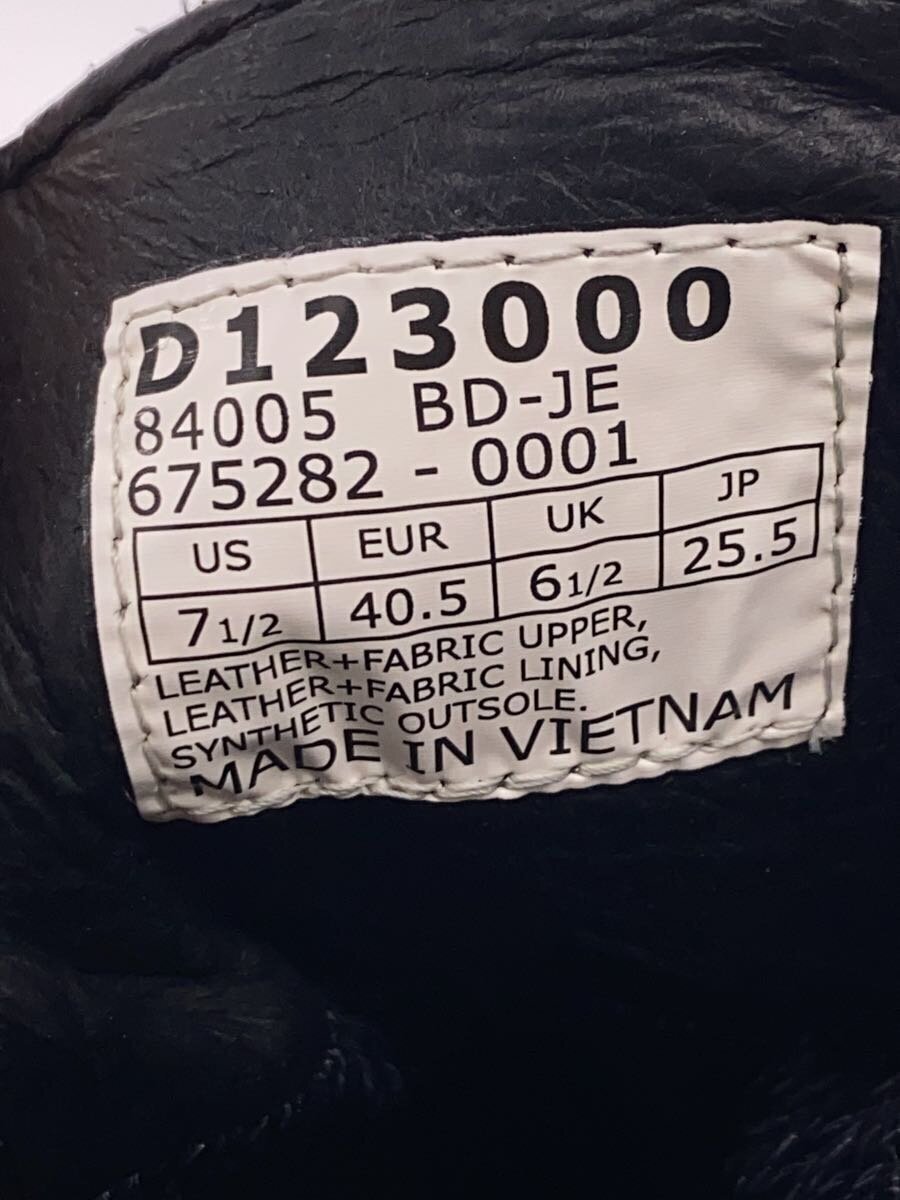 D123000
84005 BD-JE
675282 - 0001
US EUR UK JP
7 1/2 40.5 6 1/2 25.5
LEATHER+FABRIC UPPER,
LEATHER+FABRIC LINING,
SYNTHETIC OUTSOLE.
MADE IN VIETNAM